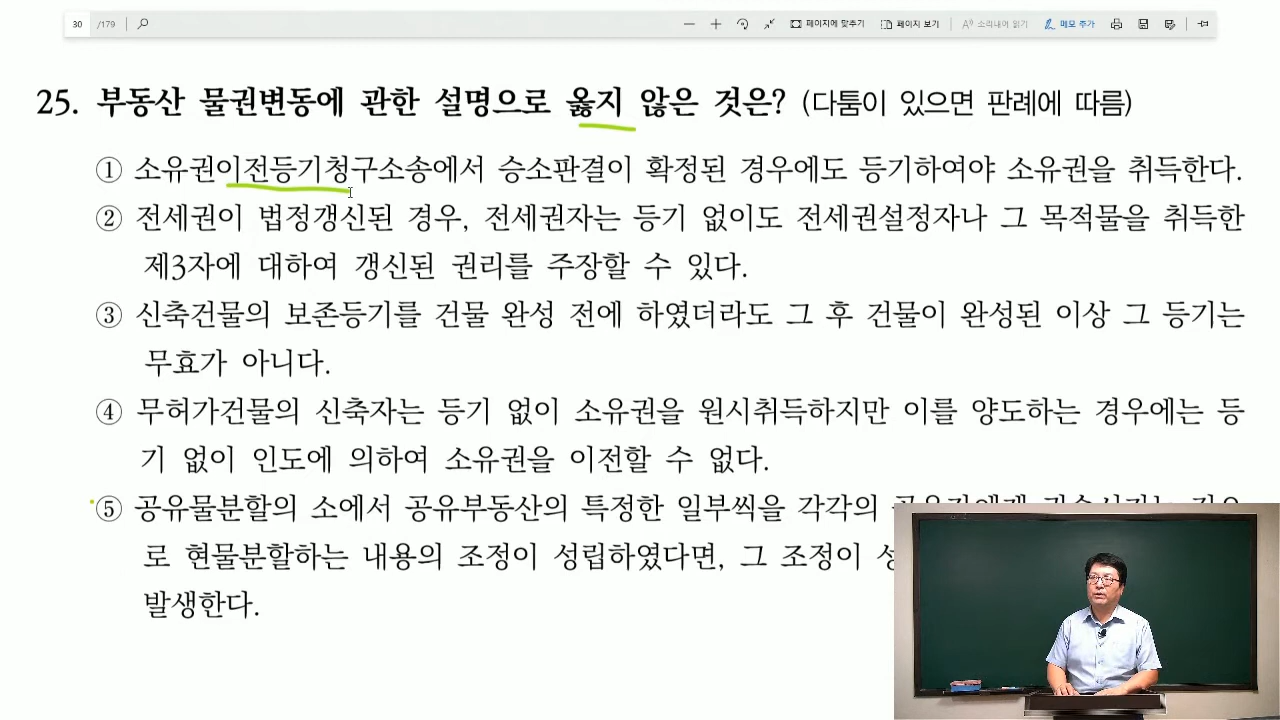 30 /179 페이지에 맞추기 페이지 보기 소리내어 읽기 메모 추가
25. 부동산 물권변동에 관한 설명으로 옳지 않은 것은? (다툼이 있으면 판례에 따름)
① 소유권이전등기청구소송에서 승소판결이 확정된 경우에도 등기하여야 소유권을 취득한다.
② 전세권이 법정갱신된 경우, 전세권자는 등기 없이도 전세권설정자나 그 목적물을 취득한
제3자에 대하여 갱신된 권리를 주장할 수 있다.
③ 신축건물의 보존등기를 건물 완성 전에 하였더라도 그 후 건물이 완성된 이상 그 등기는
무효가 아니다.
④ 무허가건물의 신축자는 등기 없이 소유권을 원시취득하지만 이를 양도하는 경우에는 등
기 없이 인도에 의하여 소유권을 이전할 수 없다.
⑤ 공유물분할의 소에서 공유부동산의 특정한 일부씩을 각각의
로 현물분할하는 내용의 조정이 성립하였다면, 그 조정이
발생한다.